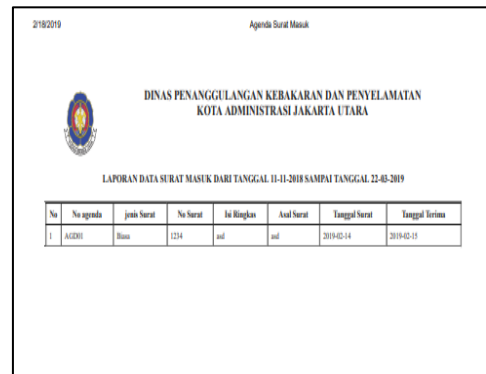 2/18/2019 Agenda Surat Masuk
DINAS PENANGGULANGAN KEBAKARAN DAN PENYELAMATAN
KOTA ADMINISTRASI JAKARTA UTARA
LAPORAN DATA SURAT MASUK DARI TANGGAL 11-11-2018 SAMPAI TANGGAL 22-03-2019
No No agenda jenis Surat No Surat Isi Ringkas Asal Surat Tanggal Surat Tanggal Terima
1 AGD01 Biasa 1234 asd asd 2019-02-14 2019-02-15